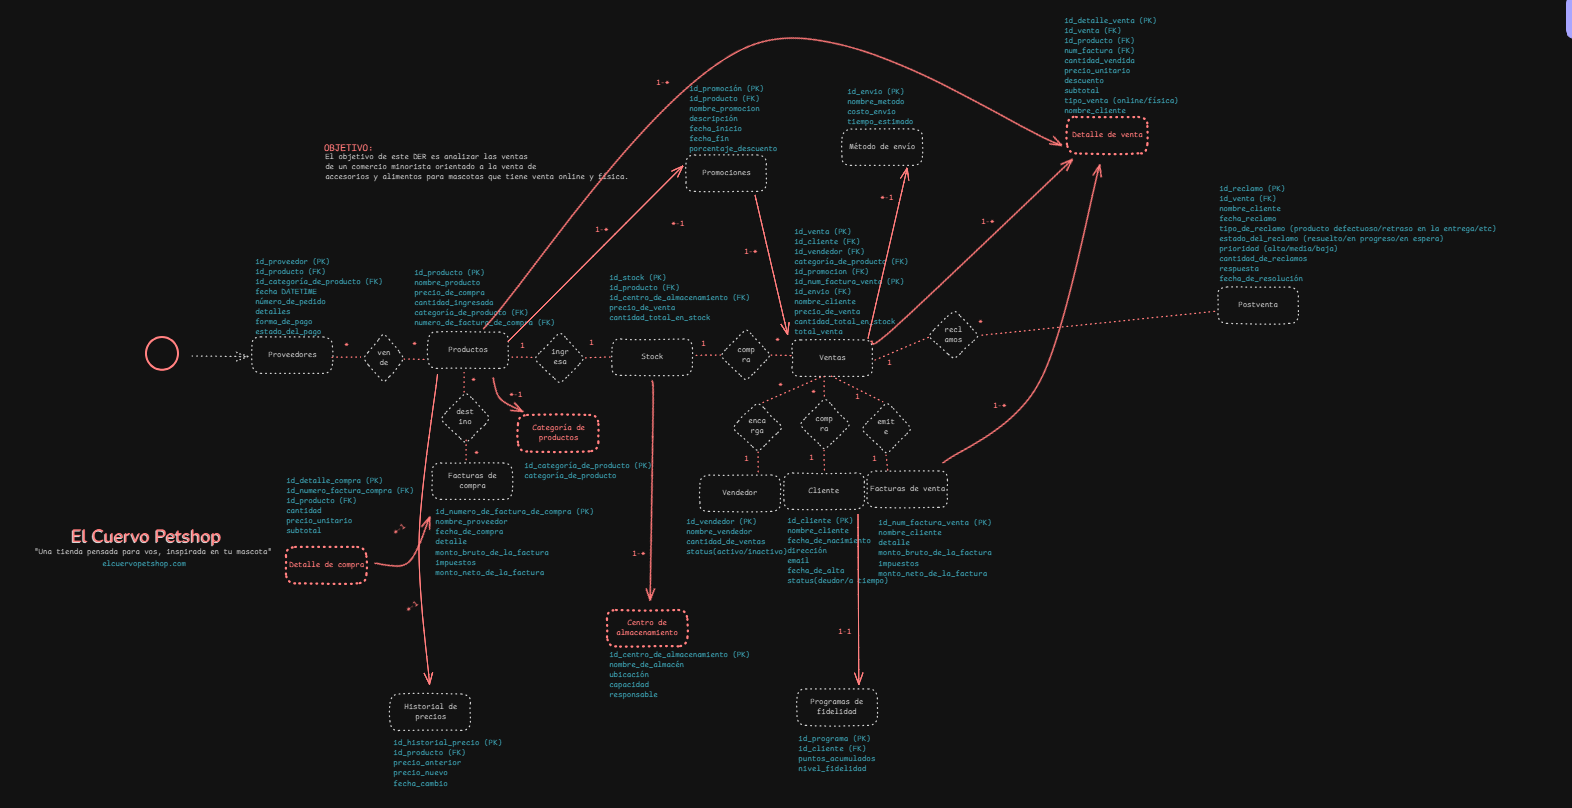 id_detalle_venta (PK)
id_venta (FK)
id_producto (FK)
num_factura (FK)
cantidad_vendida
precio_unitario
descuento
subtotal
tipo_venta (online/física)
nombre_cliente
Detalle de venta
1-*
id_promoción (PK)
id_producto (FK)
nombre_promocion
descripción
fecha_inicio
fecha_fin
porcentaje_descuento
Promociones
id_envio (PK)
nombre_metodo
costo_envio
tiempo_estimado
Método de envío
OBJETIVO:
El objetivo de este DER es analizar las ventas
de un comercio minorista orientado a la venta de
accesorios y alimentos para mascotas que tiene venta online y física.
1-*
*-1
*-1
1-*
1-*
id_reclamo (PK)
id_venta (FK)
nombre_cliente
fecha_reclamo
tipo_de_reclamo (producto defectuoso/retraso en la entrega/etc)
estado_del_reclamo (resuelto/en progreso/en espera)
prioridad (alta/media/baja)
cantidad_de_reclamos
respuesta
fecha_de_resolución
Postventa
id_proveedor (PK)
id_producto (FK)
id_categoría_de_producto (FK)
fecha DATETIME
número_de_pedido
detalles
forma_de_pago
estado_del_pago
Proveedores
*
ven
de
*
id_producto (PK)
nombre_producto
precio_de_compra
cantidad_ingresada
categoría_de_producto (FK)
numero_de_factura_de_compra (FK)
Productos
1
ingr
esa
1
id_stock (PK)
id_producto (FK)
id_centro_de_almacenamiento (FK)
precio_de_venta
cantidad_total_en_stock
Stock
1
comp
ra
*
id_venta (PK)
id_cliente (FK)
id_vendedor (FK)
categoría_de_producto (FK)
id_promocion (FK)
id_num_factura_venta (FK)
id_envio (FK)
nombre_cliente
precio_de_venta
cantidad_total_en_stock
total_venta
Ventas
1
recl
amos
*
*
dest
ino
*
*-1
Categoría de
productos
id_categoría_de_producto (PK)
categoría_de_producto
Facturas de
compra
id_numero_de_factura_de_compra (PK)
nombre_proveedor
fecha_de_compra
detalle
monto_bruto_de_la_factura
impuestos
monto_neto_de_la_factura
*
enca
rga
1
Vendedor
id_vendedor (PK)
nombre_vendedor
cantidad_de_ventas
status(activo/inactivo)
*
comp
ra
1
Cliente
id_cliente (PK)
nombre_cliente
fecha_de_nacimiento
dirección
email
fecha_de_alta
status(deudor/a tiempo)
1
emit
e
1
Facturas de venta
id_num_factura_venta (PK)
nombre_cliente
detalle
monto_bruto_de_la_factura
impuestos
monto_neto_de_la_factura
1-*
id_detalle_compra (PK)
id_numero_factura_compra (FK)
id_producto (FK)
cantidad
precio_unitario
subtotal
Detalle de compra
*-1
*-1
El Cuervo Petshop
"Una tienda pensada para vos, inspirada en tu mascota"
elcuervopetshop.com
1-*
Centro de
almacenamiento
id_centro_de_almacenamiento (PK)
nombre_de_almacén
ubicación
capacidad
responsable
1-1
Programas de
fidelidad
id_programa (PK)
id_cliente (FK)
puntos_acumulados
nivel_fidelidad
Historial de
precios
id_historial_precio (PK)
id_producto (FK)
precio_anterior
precio_nuevo
fecha_cambio